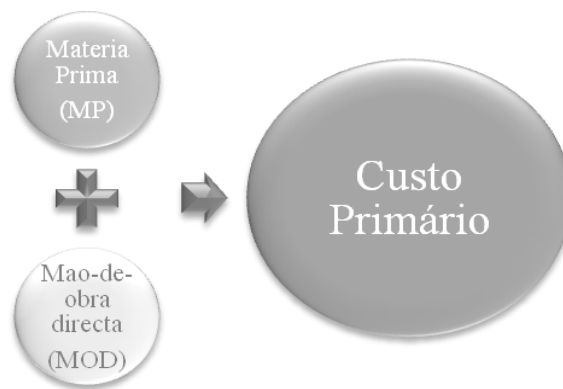 Materia
Prima
(MP)
Mao-de-
obra
directa
(MOD)
Custo
Primário